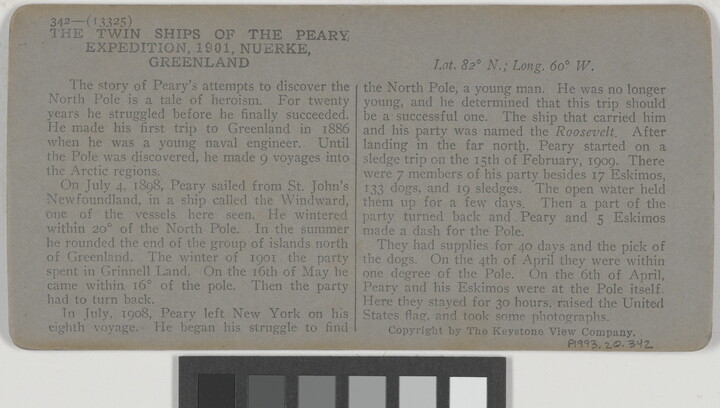 342—(13325)
THE TWIN SHIPS OF THE PEARY
EXPEDITION, 1901, NUERKE,
GREENLAND
Lat. 82° N.; Long. 60° W.
The story of Peary's attempts to discover the
North Pole is a tale of heroism. For twenty
years he struggled before he finally succeeded.
He made his first trip to Greenland in 1886
when he was a young naval engineer. Until
the Pole was discovered, he made 9 voyages into
the Arctic regions.
On July 4, 1898, Peary sailed from St. John's
Newfoundland, in a ship called the Windward,
one of the vessels here seen. He wintered
within 20° of the North Pole. In the summer
he rounded the end of the group of islands north
of Greenland. The winter of 1901 the party
spent in Grinnell Land. On the 16th of May he
came within 16° of the pole. Then the party
had to turn back.
In July, 1908, Peary left New York on his
eighth voyage. He began his struggle to find
the North Pole, a young man. He was no longer
young, and he determined that this trip should
be a successful one. The ship that carried him
and his party was named the Roosevelt. After
landing in the far north, Peary started on a
sledge trip on the 15th of February, 1909. There
were 7 members of his party besides 17 Eskimos,
133 dogs, and 19 sledges. The open water held
them up for a few days. Then a part of the
party turned back and Peary and 5 Eskimos
made a dash for the Pole.
They had supplies for 40 days and the pick of
the dogs. On the 4th of April they were within
one degree of the Pole. On the 6th of April,
Peary and his Eskimos were at the Pole itself.
Here they stayed for 30 hours, raised the United
States flag, and took some photographs.
Copyright by The Keystone View Company.
P1993.20.342